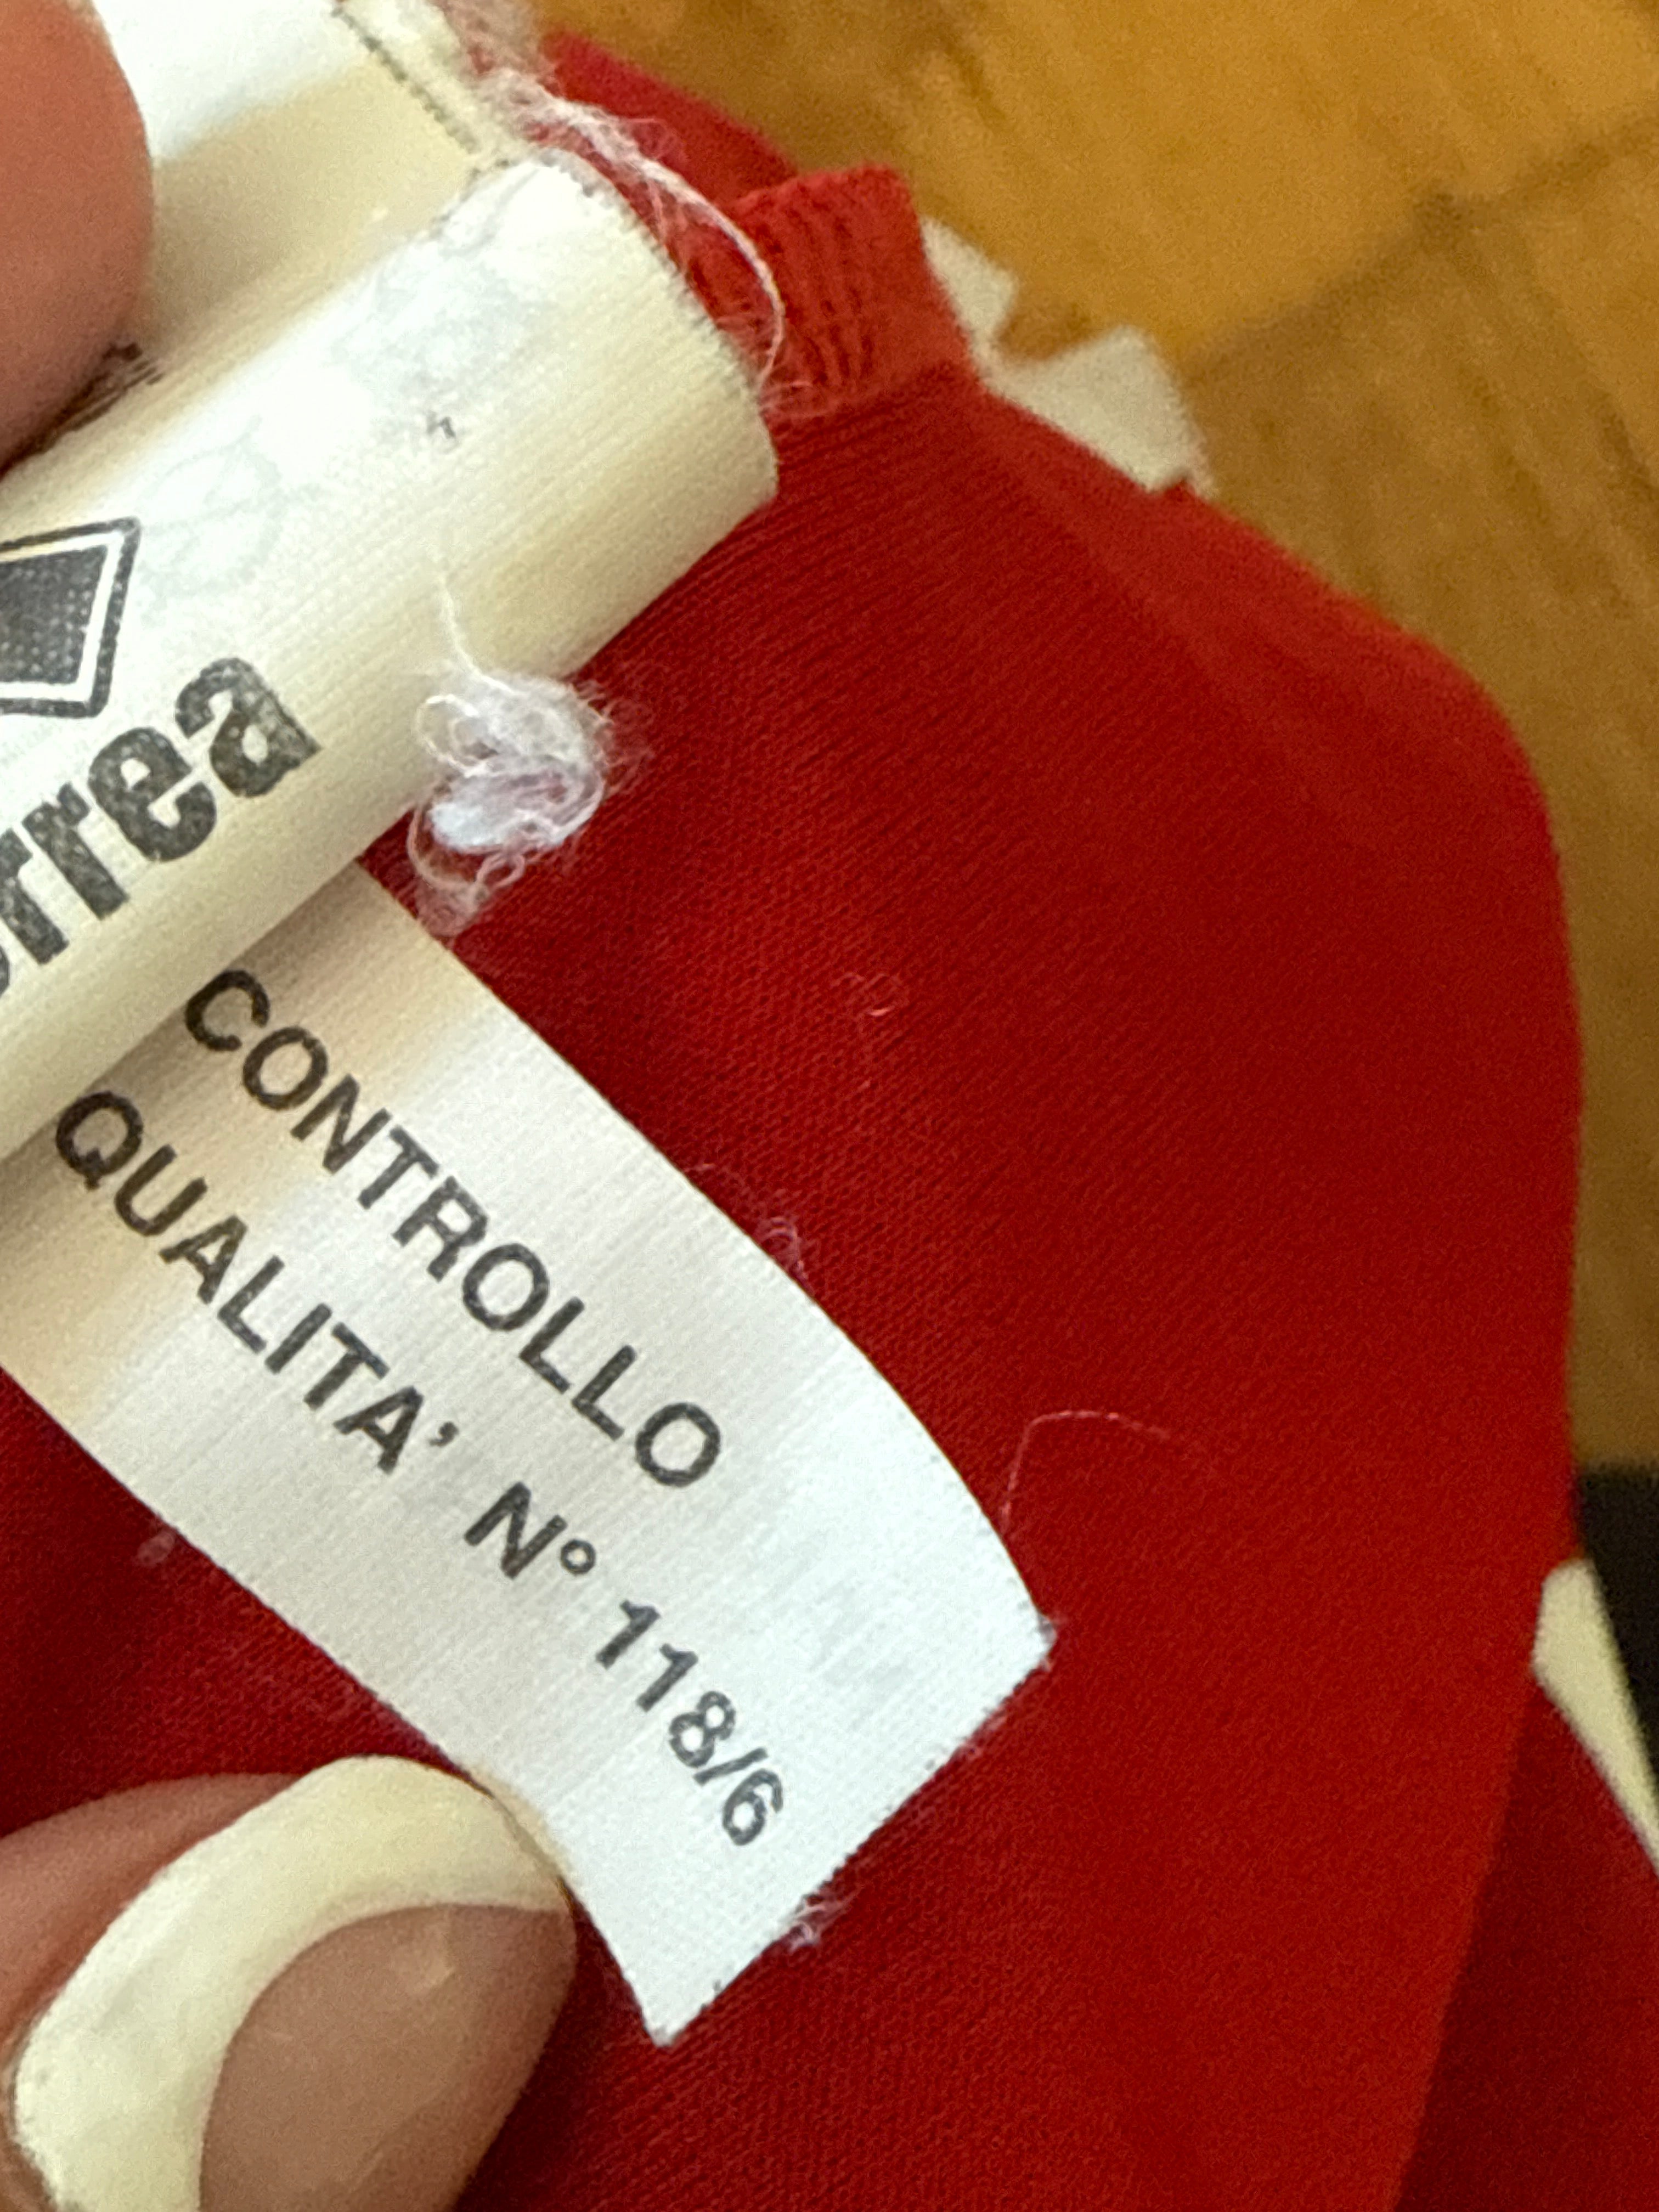 rrea
CONTROLLO
QUALITA' N° 118/6